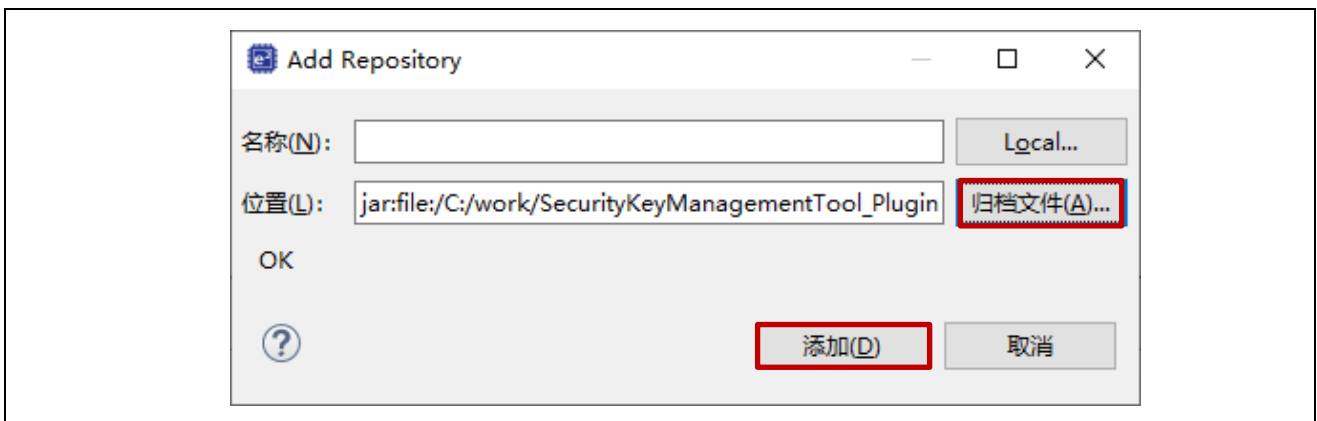 Add Repository
名称(N):
Local...
位置(L):
jar:file:/C:/work/SecurityKeyManagementTool_Plugin
归档文件(A)...
OK
添加(D)
取消